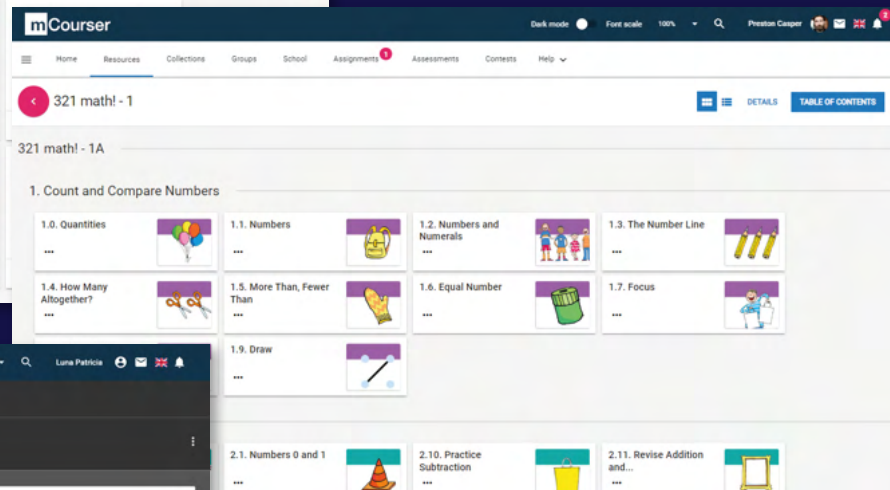 mCourser
Dark mode Font scale 100% Preston Casper 2
Home Resources Collections Groups School Assignments 1 Assessments Contests Help
321 math! - 1 DETAILS TABLE OF CONTENTS
321 math! - 1A
1. Count and Compare Numbers
1.0. Quantities
...
1.1. Numbers
...
1.2. Numbers and
Numerals
...
1.3. The Number Line
...
1.4. How Many
Altogether?
...
1.5. More Than, Fewer
Than
...
1.6. Equal Number
...
1.7. Focus
...
1.9. Draw
...
Luna Patricia
2.1. Numbers 0 and 1
...
2.10. Practice
Subtraction
...
2.11. Revise Addition
and...
...